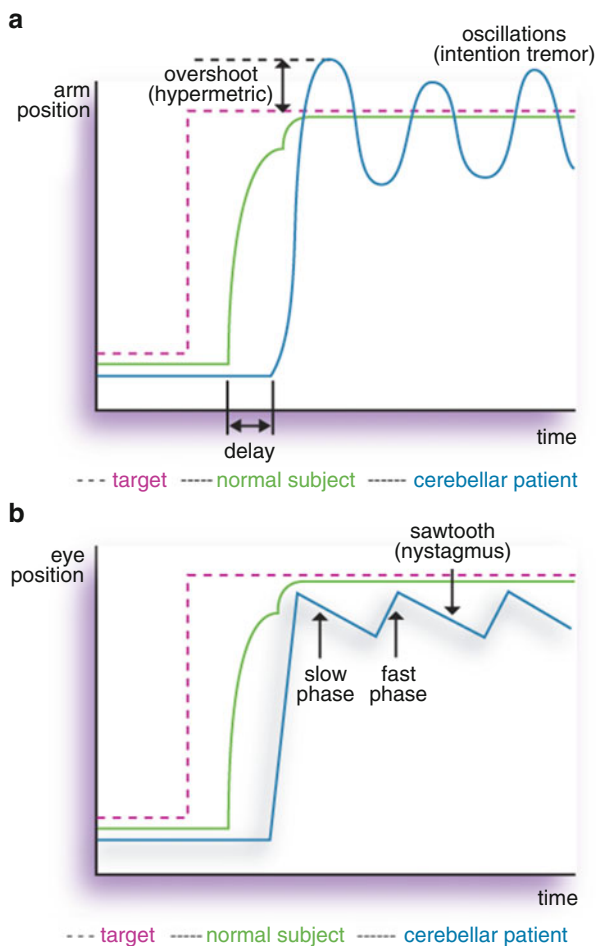 a
oscillations
(intention tremor)
overshoot
(hypermetric)
arm
position
delay
time
--- target ----- normal subject ----- cerebellar patient
b
eye
position
sawtooth
(nystagmus)
slow
phase
fast
phase
time
--- target ----- normal subject ----- cerebellar patient